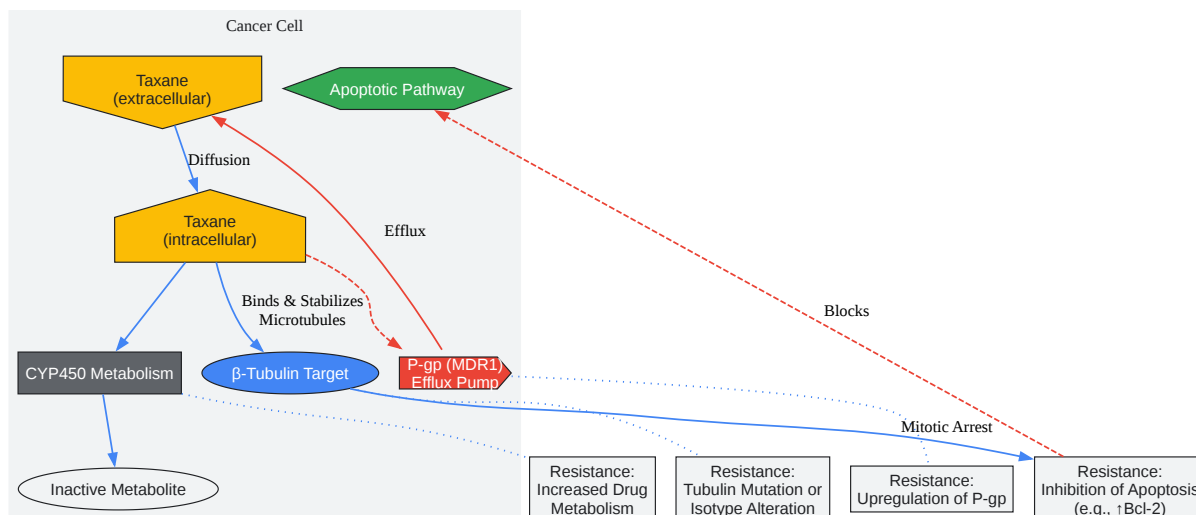 Cancer Cell
Taxane
(extracellular)
Apoptotic Pathway
Diffusion
Taxane
(intracellular)
Efflux
Binds & Stabilizes
Microtubules
Blocks
CYP450 Metabolism
β-Tubulin Target
P-gp (MDR1)
Efflux Pump
Mitotic Arrest
Inactive Metabolite
Resistance:
Increased Drug
Metabolism
Resistance:
Tubulin Mutation or
Isotype Alteration
Resistance:
Upregulation of P-gp
Resistance:
Inhibition of Apoptosis
(e.g., ↑Bcl-2)